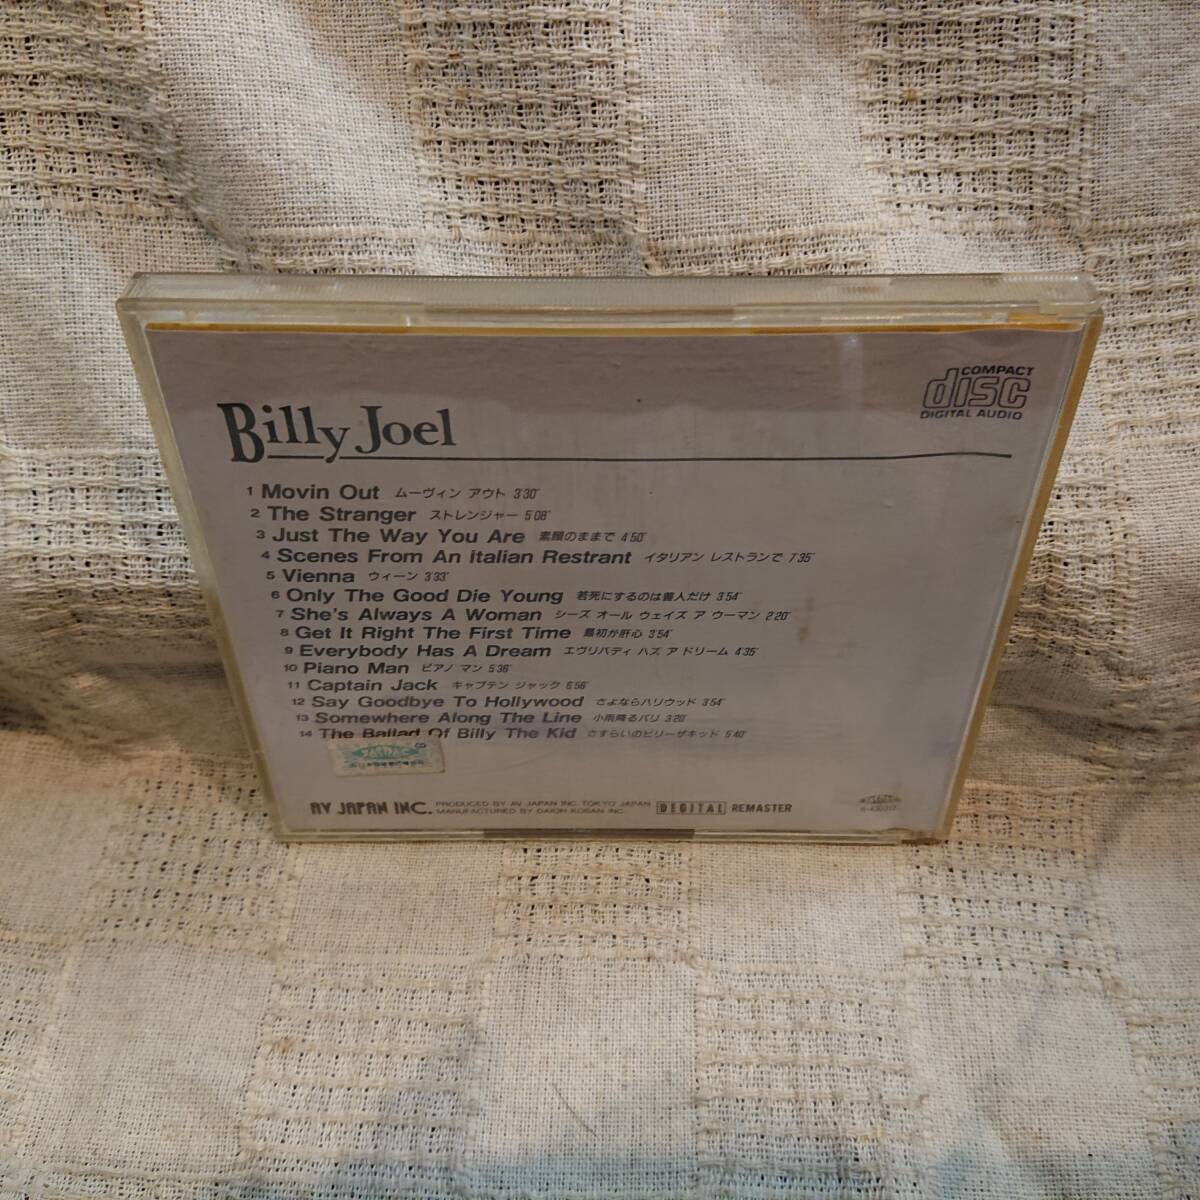 COMPACT
disc
DIGITAL AUDIO
Billy Joel
1 Movin Out ムーヴィン アウト 3'30"
2 The Stranger ストレンジャー 5'08"
3 Just The Way You Are 素顔のままで 4'50"
4 Scenes From An Italian Restrant イタリアン レストランで 7'35"
5 Vienna ウィーン 3'33"
6 Only The Good Die Young 若死にするのは善人だけ 3'54"
7 She's Always A Woman シーズ オール ウェイズ ア ウーマン 2'20"
8 Get It Right The First Time 最初が肝心 3'54"
9 Everybody Has A Dream エヴリバディ ハズ ア ドリーム 4'35"
10 Piano Man ピアノ マン 5'36"
11 Captain Jack キャプテン ジャック 6'56"
12 Say Goodbye To Hollywood さよならハリウッド 3'54"
13 Somewhere Along The Line 小雨降るパリ 3'20"
14 The Ballad Of Billy The Kid さすらいのビリーザキッド 5'40"
AV JAPAN INC. PRODUCED BY AV JAPAN INC. TOKYO JAPAN
MANUFACTURED BY DAION KOSAN INC.
DIGITAL REMASTER